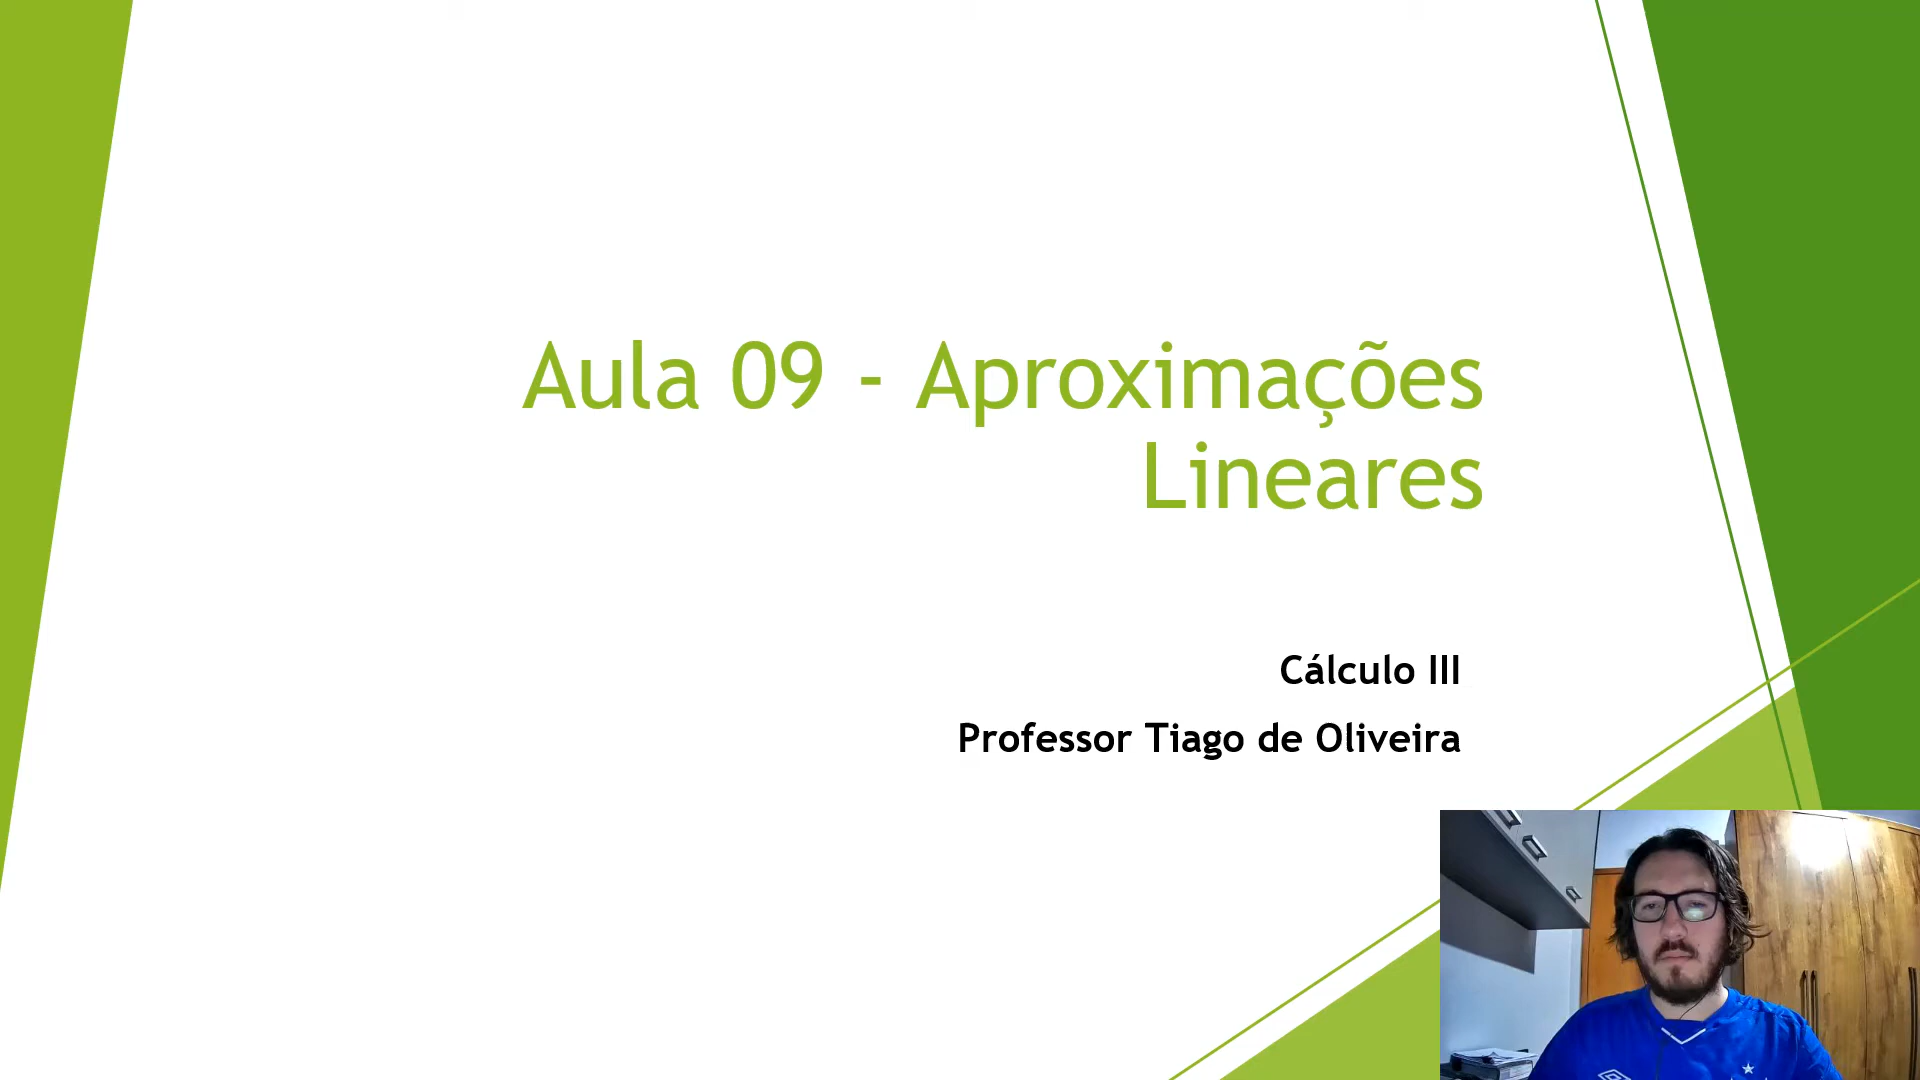 Aula 09 - Aproximações
Lineares
Cálculo III
Professor Tiago de Oliveira